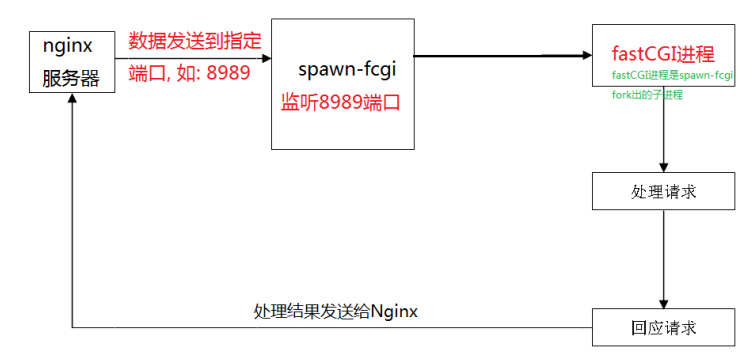 nginx
服务器
数据发送到指定
端口, 如: 8989
spawn-fcgi
监听8989端口
fastCGI进程
fastCGI进程是spawn-fcgi
fork出的子进程
处理请求
处理结果发送给Nginx
回应请求